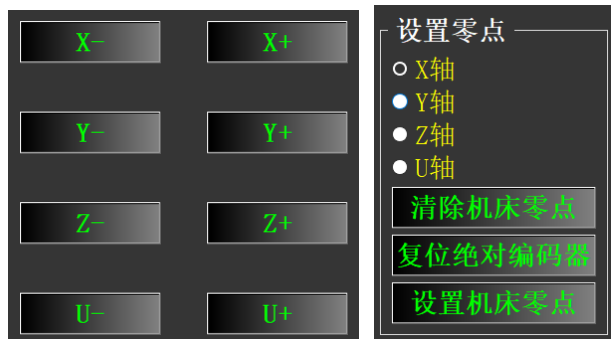 X- X+
Y- Y+
Z- Z+
U- U+
设置零点
X轴
Y轴
Z轴
U轴
清除机床零点
复位绝对编码器
设置机床零点